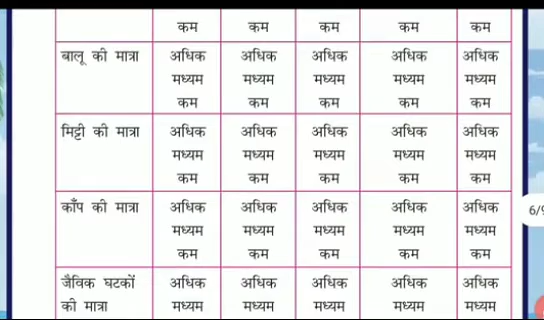 कम कम कम कम कम
बालू की मात्रा अधिक अधिक अधिक अधिक अधिक
मध्यम मध्यम मध्यम मध्यम मध्यम
कम कम कम कम कम
मिट्टी की मात्रा अधिक अधिक अधिक अधिक अधिक
मध्यम मध्यम मध्यम मध्यम मध्यम
कम कम कम कम कम
काँप की मात्रा अधिक अधिक अधिक अधिक अधिक
मध्यम मध्यम मध्यम मध्यम मध्यम
कम कम कम कम कम
जैविक घटकों अधिक अधिक अधिक अधिक अधिक
की मात्रा मध्यम मध्यम मध्यम मध्यम मध्यम